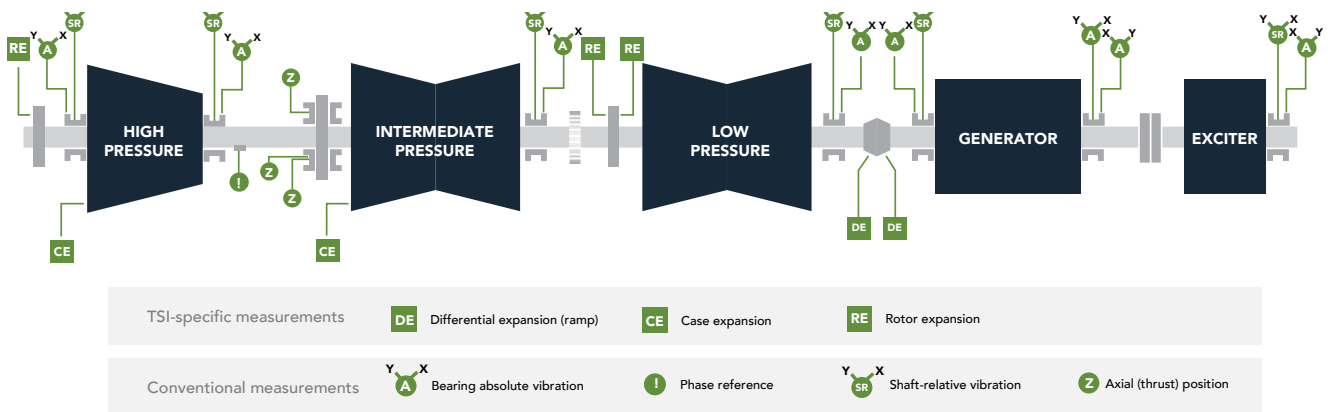 SR SR SR SR SR Y X
Y X Y X Y X Y X Y X Y X SR X Y
RE A A A RE RE A A A A A
Z
HIGH PRESSURE
INTERMEDIATE PRESSURE
LOW PRESSURE
GENERATOR
EXCITER
Z
! Z
DE DE
CE CE
TSI-specific measurements DE Differential expansion (ramp) CE Case expansion RE Rotor expansion
Y X Y X
Conventional measurements A Bearing absolute vibration ! Phase reference SR Shaft-relative vibration Z Axial (thrust) position